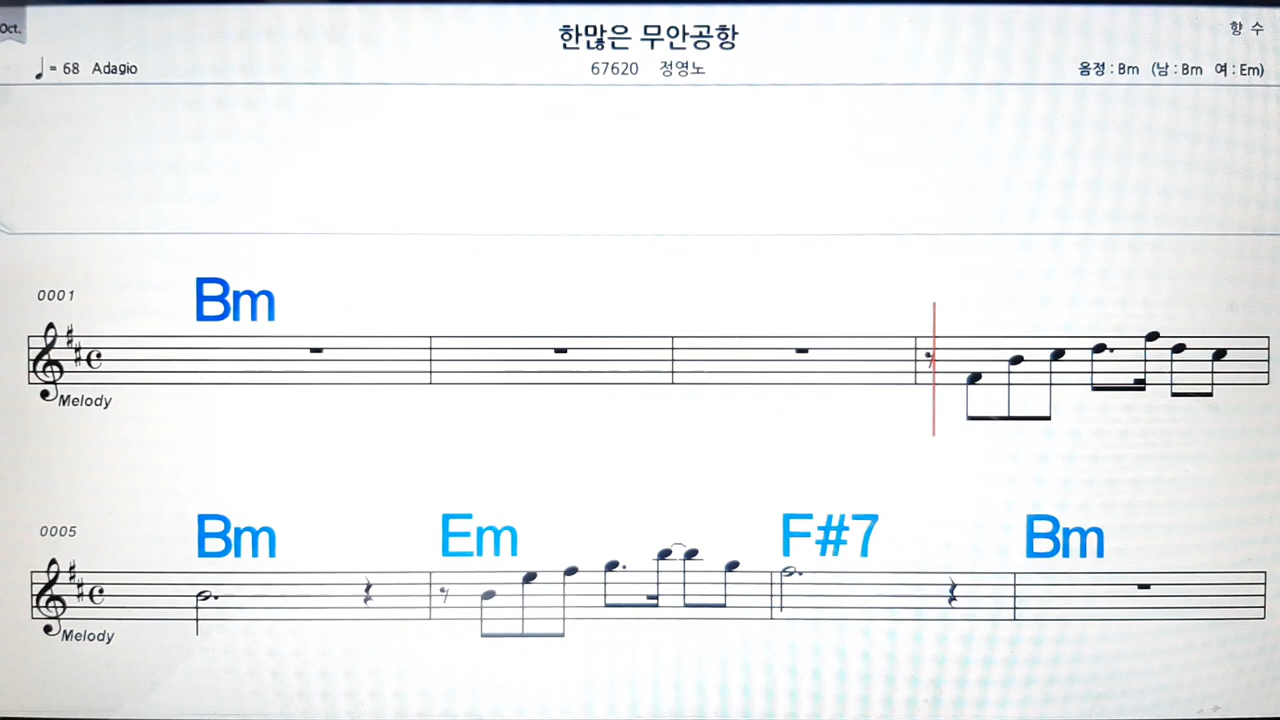 Oct.
한많은 무안공항
향 수
♩= 68 Adagio
67620 정영노
음정 : Bm (남 : Bm 여 : Em)
0001
Bm
Melody
0005
Bm Em F#7 Bm
Melody